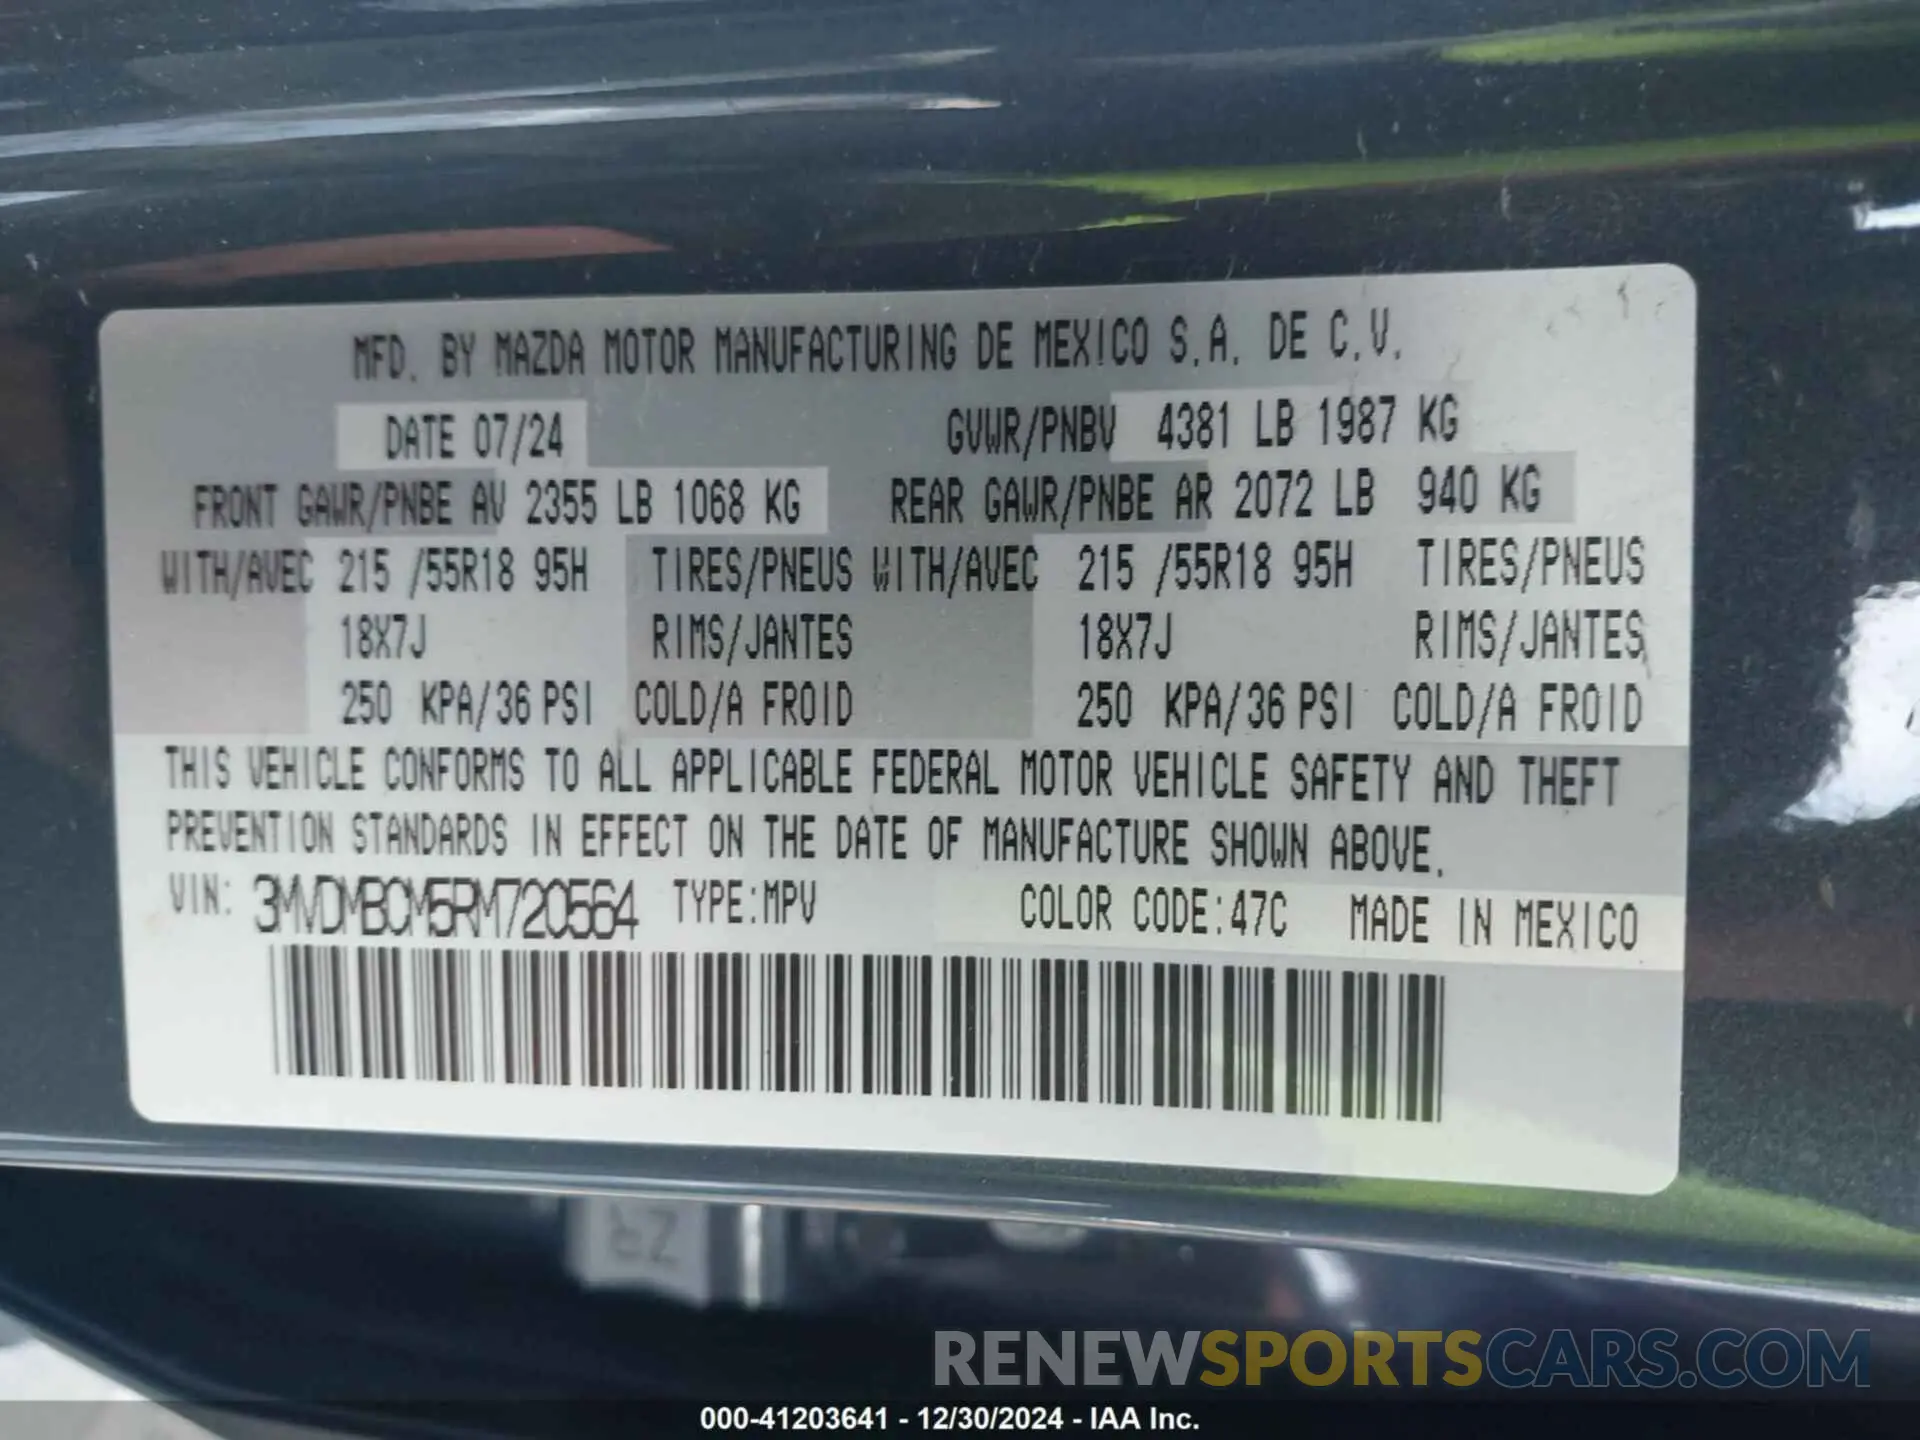 MFD. BY MAZDA MOTOR MANUFACTURING DE MEXICO S.A. DE C.V.
DATE 07/24 GVWR/PNBV 4381 LB 1987 KG
FRONT GAWR/PNBE AV 2355 LB 1068 KG REAR GAWR/PNBE AR 2072 LB 940 KG
WITH/AVEC 215 /55R18 95H TIRES/PNEUS WITH/AVEC 215 /55R18 95H TIRES/PNEUS
18X7J RIMS/JANTES 18X7J RIMS/JANTES
250 KPA/36 PSI COLD/A FROID 250 KPA/36 PSI COLD/A FROID
THIS VEHICLE CONFORMS TO ALL APPLICABLE FEDERAL MOTOR VEHICLE SAFETY AND THEFT
PREVENTION STANDARDS IN EFFECT ON THE DATE OF MANUFACTURE SHOWN ABOVE.
VIN: 3MVDMBCM5RM720564 TYPE:MPV COLOR CODE:47C MADE IN MEXICO
RENEWSPORTSCARS.COM
000-41203641 - 12/30/2024 - IAA Inc.